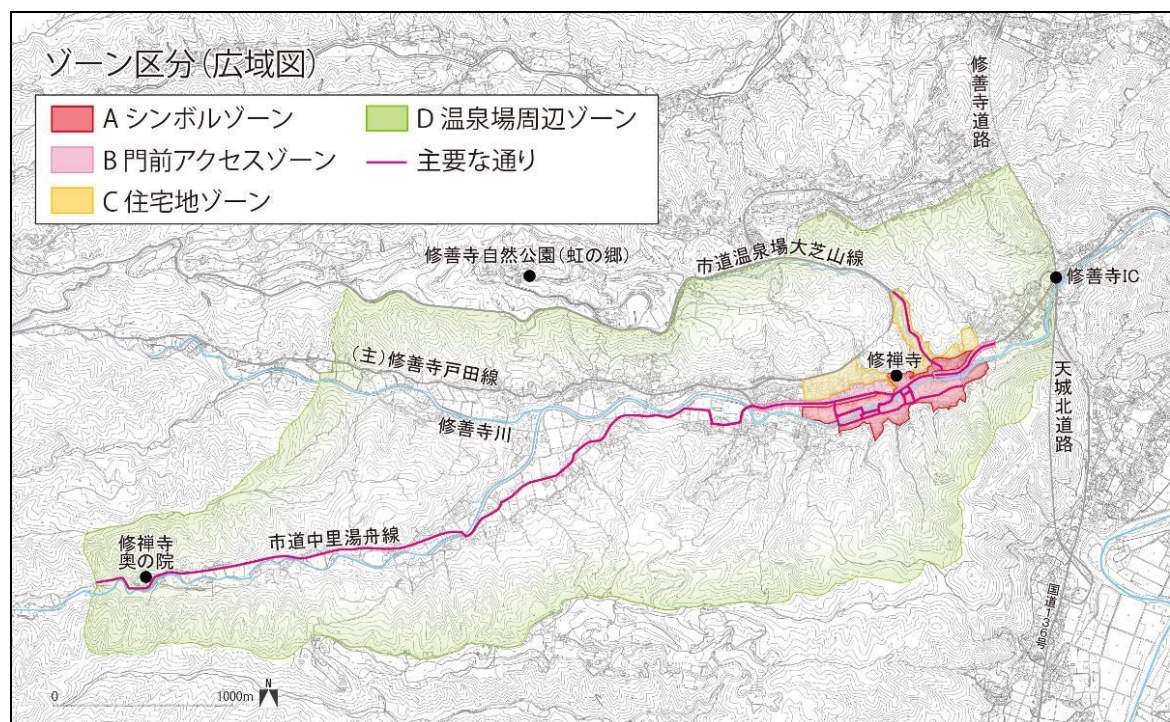 ゾーン区分(広域図)
A シンボルゾーン
B 門前アクセスゾーン
C 住宅地ゾーン
D 温泉場周辺ゾーン
主要な通り
修善寺道路
修善寺自然公園(虹の郷)
市道温泉場大芝山線
修善寺IC
(主)修善寺戸田線
修禅寺
天城北道路
修善寺川
市道中里湯舟線
修禅寺
奥の院
国道136号
0
1000m
N